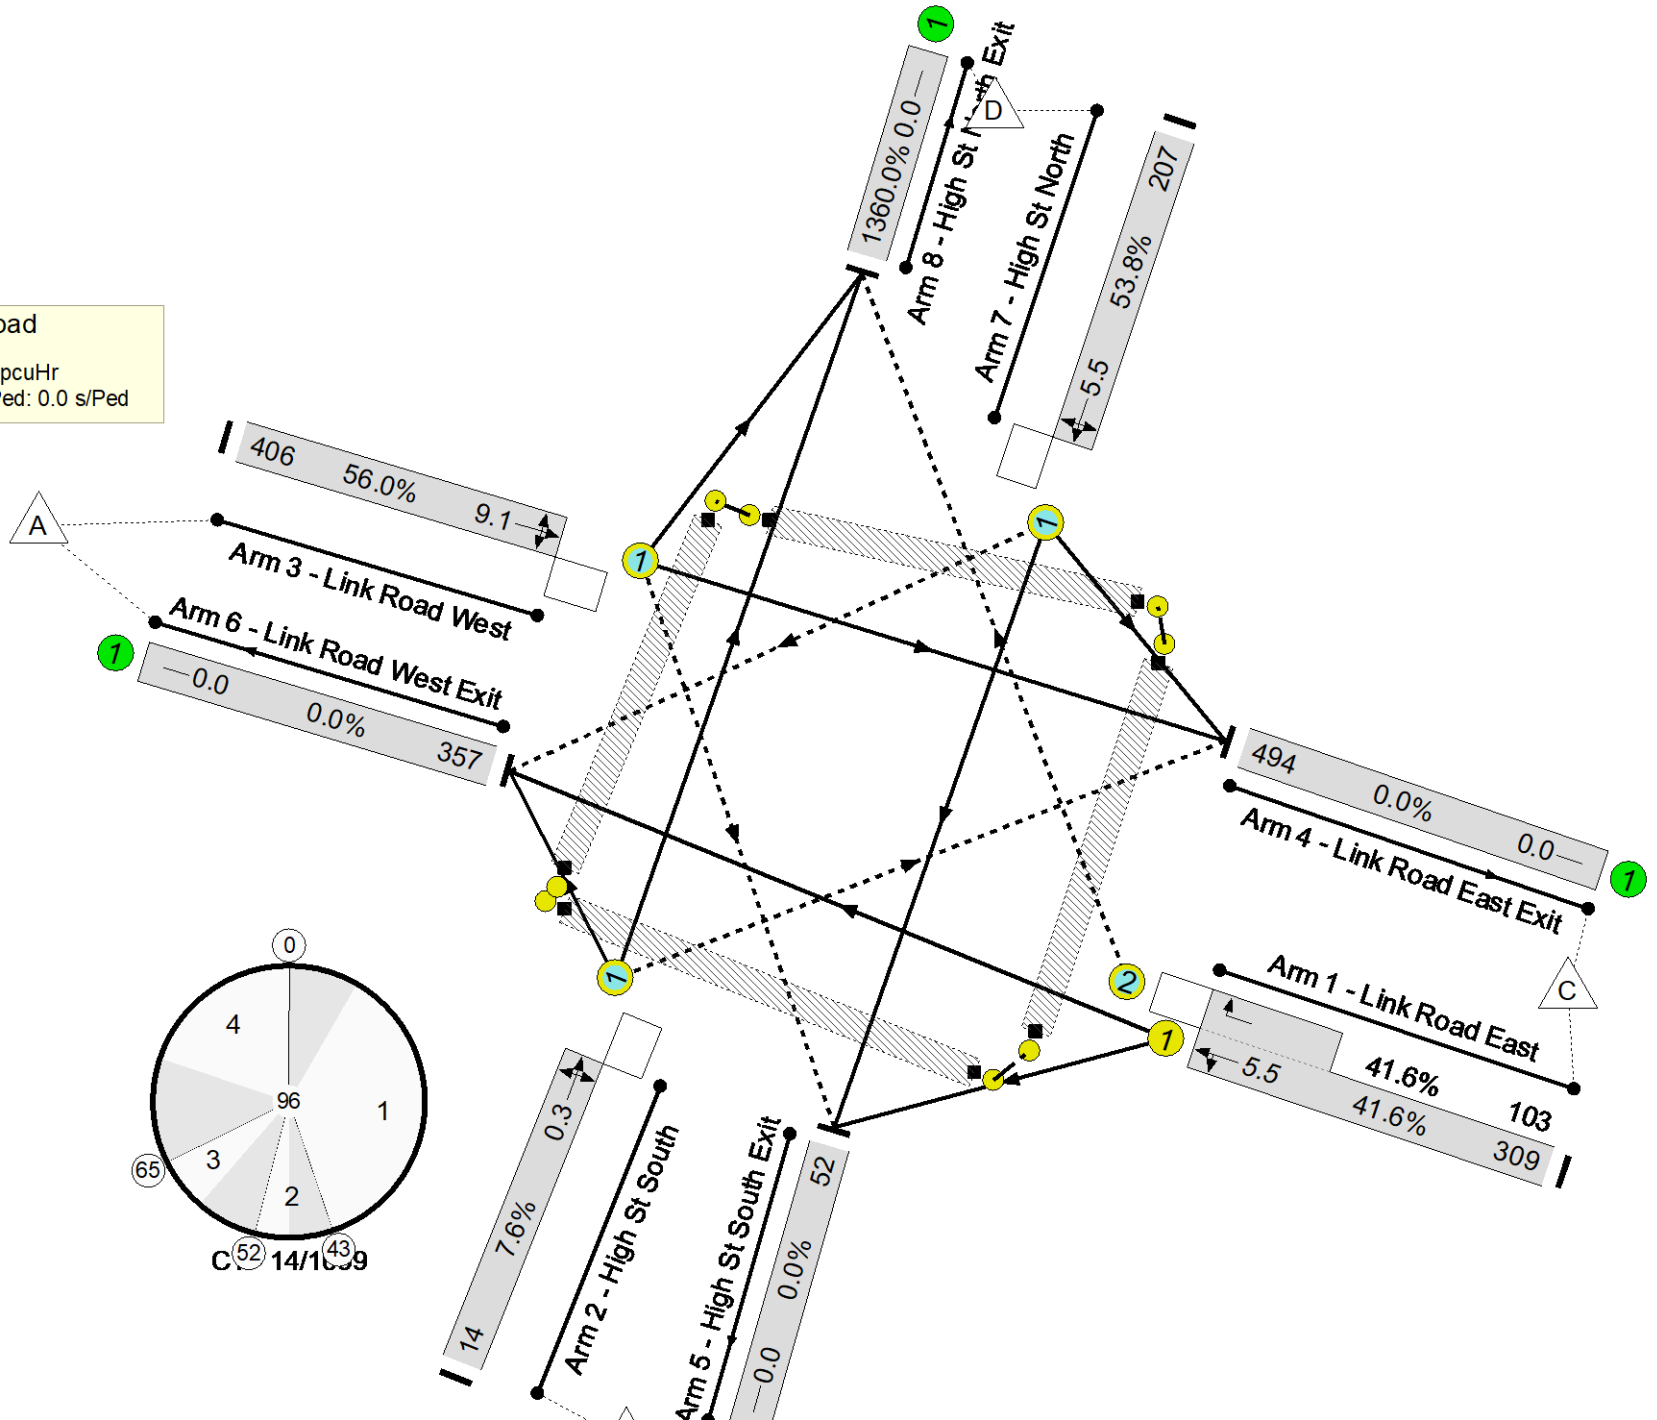 1
Arm 8 - High St North Exit
1360.0% 0.0
D
Arm 7 - High St North
207
53.8%
5.5
oad
pcuHr
Ped: 0.0 s/Ped
406 56.0% 9.1
A
Arm 3 - Link Road West
Arm 6 - Link Road West Exit
1
0.0 0.0% 357
1
1
494 0.0% 0.0
Arm 4 - Link Road East Exit
1
C
Arm 1 - Link Road East
41.6% 103
5.5 41.6% 309
2
1
1
0
4
96
1
3
65
2
52
43
14/1
9
0.3
7.6%
14
Arm 2 - High St South
Arm 5 - High St South Exit
52
0.0%
0.0